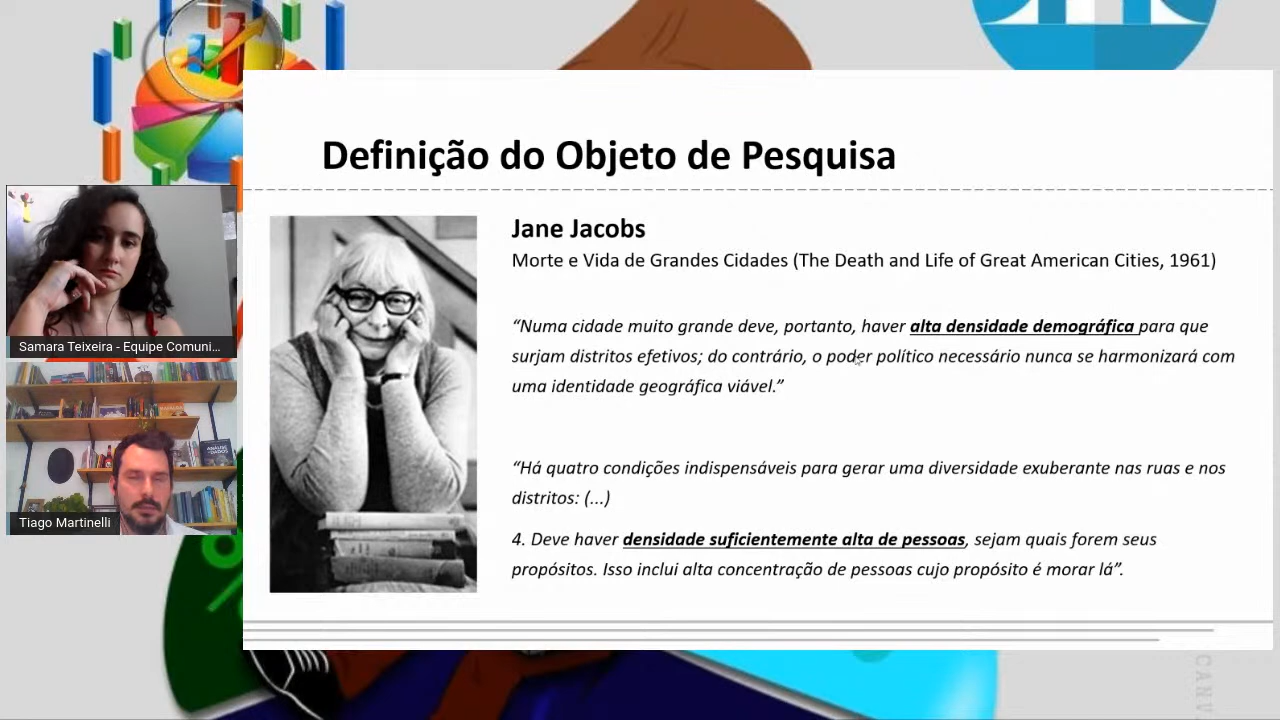 Definição do Objeto de Pesquisa
Jane Jacobs
Morte e Vida de Grandes Cidades (The Death and Life of Great American Cities, 1961)
“Numa cidade muito grande deve, portanto, haver alta densidade demográfica para que
surjam distritos efetivos; do contrário, o poder político necessário nunca se harmonizará com
uma identidade geográfica viável.”
“Há quatro condições indispensáveis para gerar uma diversidade exuberante nas ruas e nos
distritos: (...)
4. Deve haver densidade suficientemente alta de pessoas, sejam quais forem seus
propósitos. Isso inclui alta concentração de pessoas cujo propósito é morar lá”.
Samara Teixeira - Equipe Comuni...
ANÁLISE
DADOS
Tiago Martinelli
%
CANV